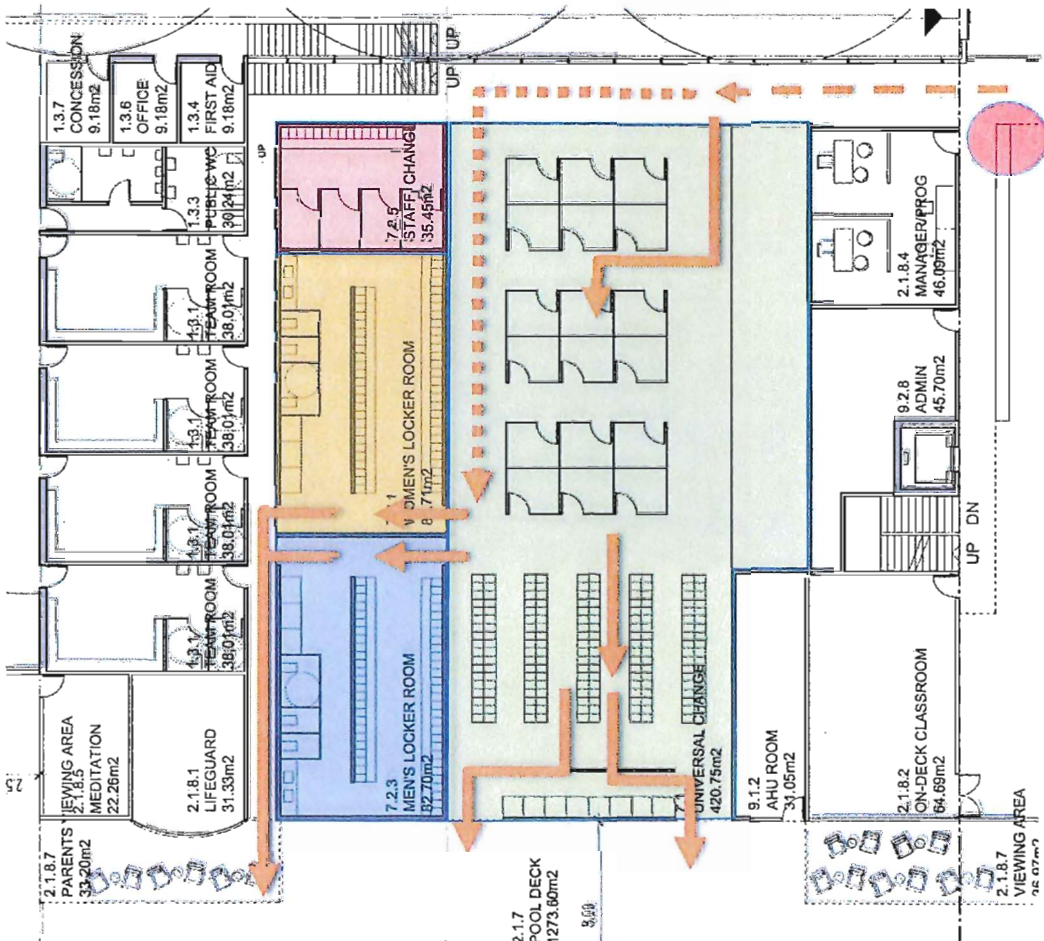 1.3.7
CONCESSION
9.18m2
1.3.6
OFFICE
9.18m2
1.3.4
FIRST AID
9.18m2
UP
UP
UP
1.3.3
PUBLIC WC
30.24m2
7.2.5
STAFF CHANGE
35.45m2
1.3.1
TEAM ROOM
38.01m2
1.3.1
TEAM ROOM
38.01m2
1.3.1
TEAM ROOM
38.01m2
1.3.1
TEAM ROOM
38.01m2
WOMEN'S LOCKER ROOM
7.2.3
MEN'S LOCKER ROOM
82.70m2
2.1.8.4
MANAGER/PROG
46.09m2
9.2.8
ADMIN
45.70m2
UP DN
2.1.8.5
MEDITATION
22.26m2
2.1.8.1
LIFEGUARD
31.33m2
UNIVERSAL CHANGE
420.75m2
9.1.2
AHU ROOM
31.05m2
2.1.8.2
ON-DECK CLASSROOM
64.69m2
2.1.8.7
PARENTS' VIEWING AREA
33.20m2
2.1.7
POOL DECK
1273.60m2
2.1.8.7
VIEWING AREA